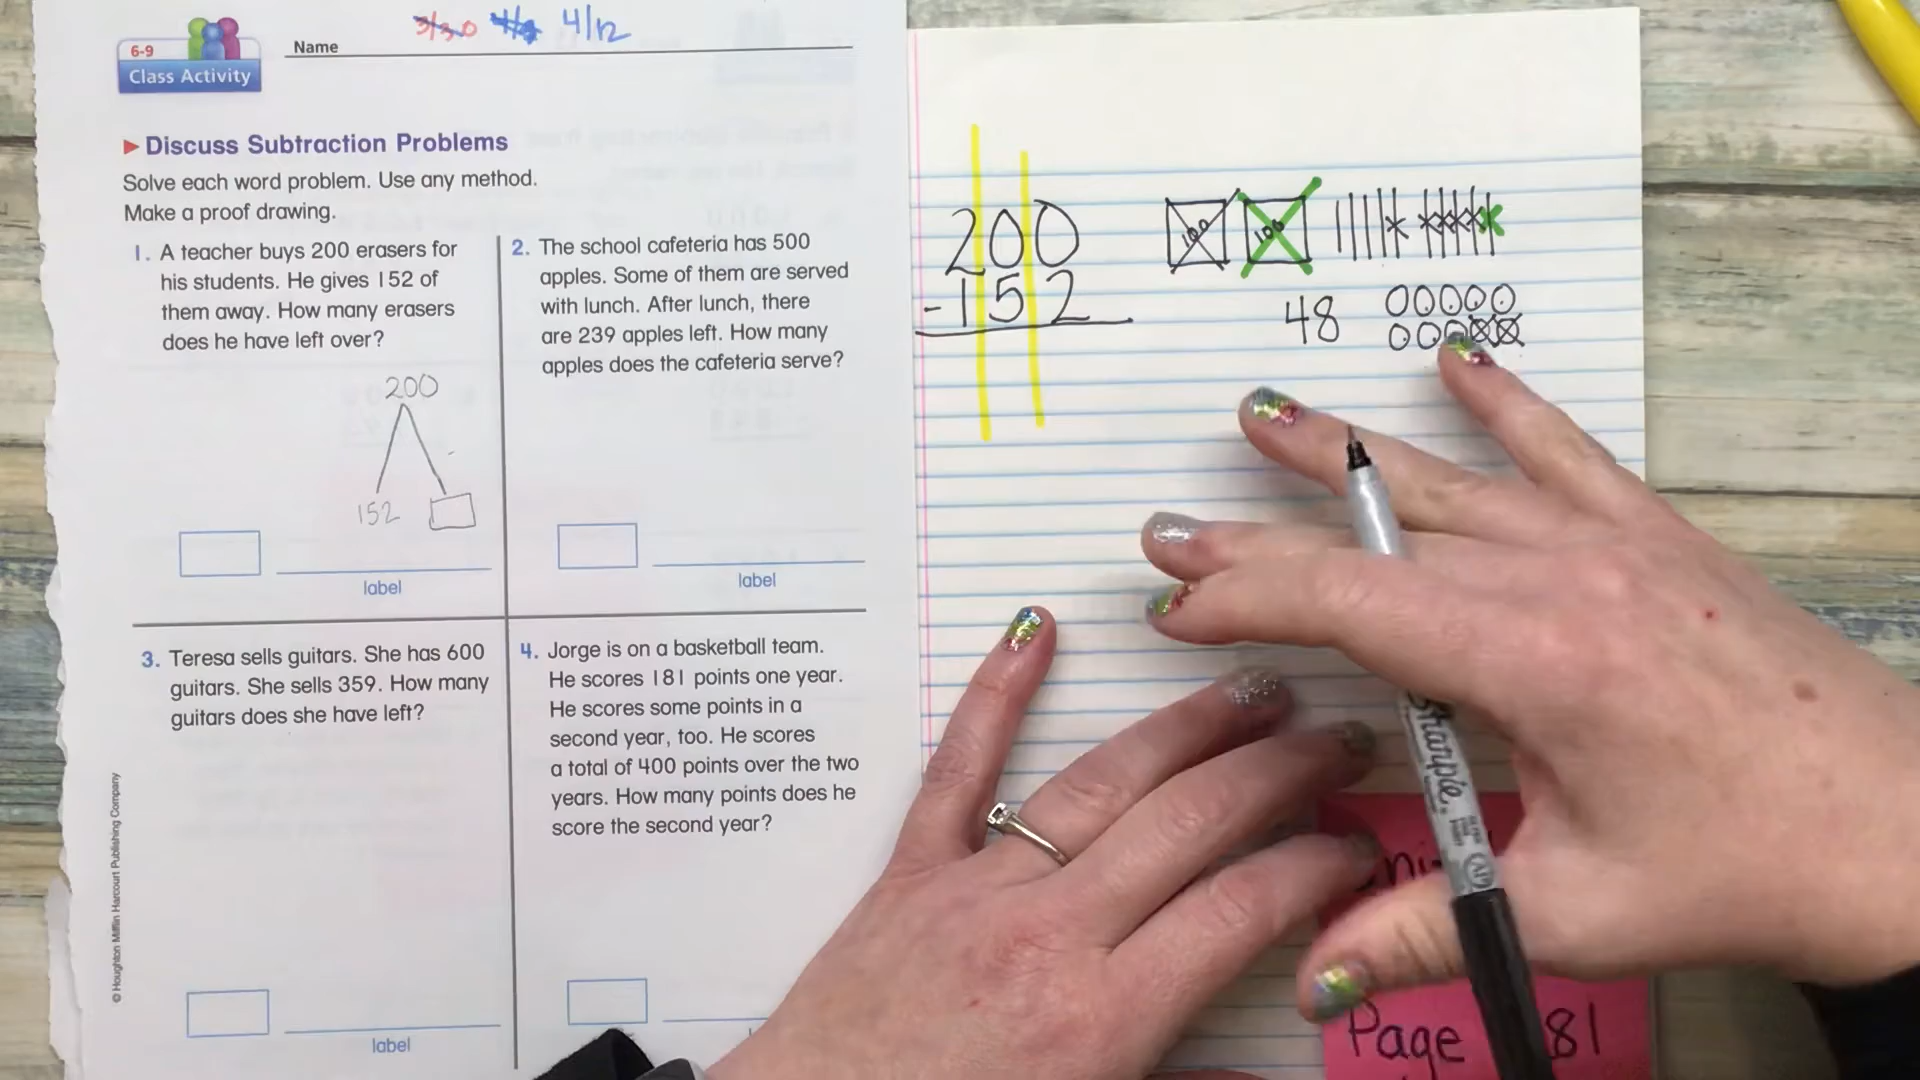 3/30 4/12
6-9
Class Activity
Name
Discuss Subtraction Problems
Solve each word problem. Use any method.
Make a proof drawing.
1. A teacher buys 200 erasers for
his students. He gives 152 of
them away. How many erasers
does he have left over?
200
152
label
2. The school cafeteria has 500
apples. Some of them are served
with lunch. After lunch, there
are 239 apples left. How many
apples does the cafeteria serve?
label
3. Teresa sells guitars. She has 600
guitars. She sells 359. How many
guitars does she have left?
label
4. Jorge is on a basketball team.
He scores 181 points one year.
He scores some points in a
second year, too. He scores
a total of 400 points over the two
years. How many points does he
score the second year?
© Houghton Mifflin Harcourt Publishing Company
200
-152
100 100
48
Sharpie.
Page 81